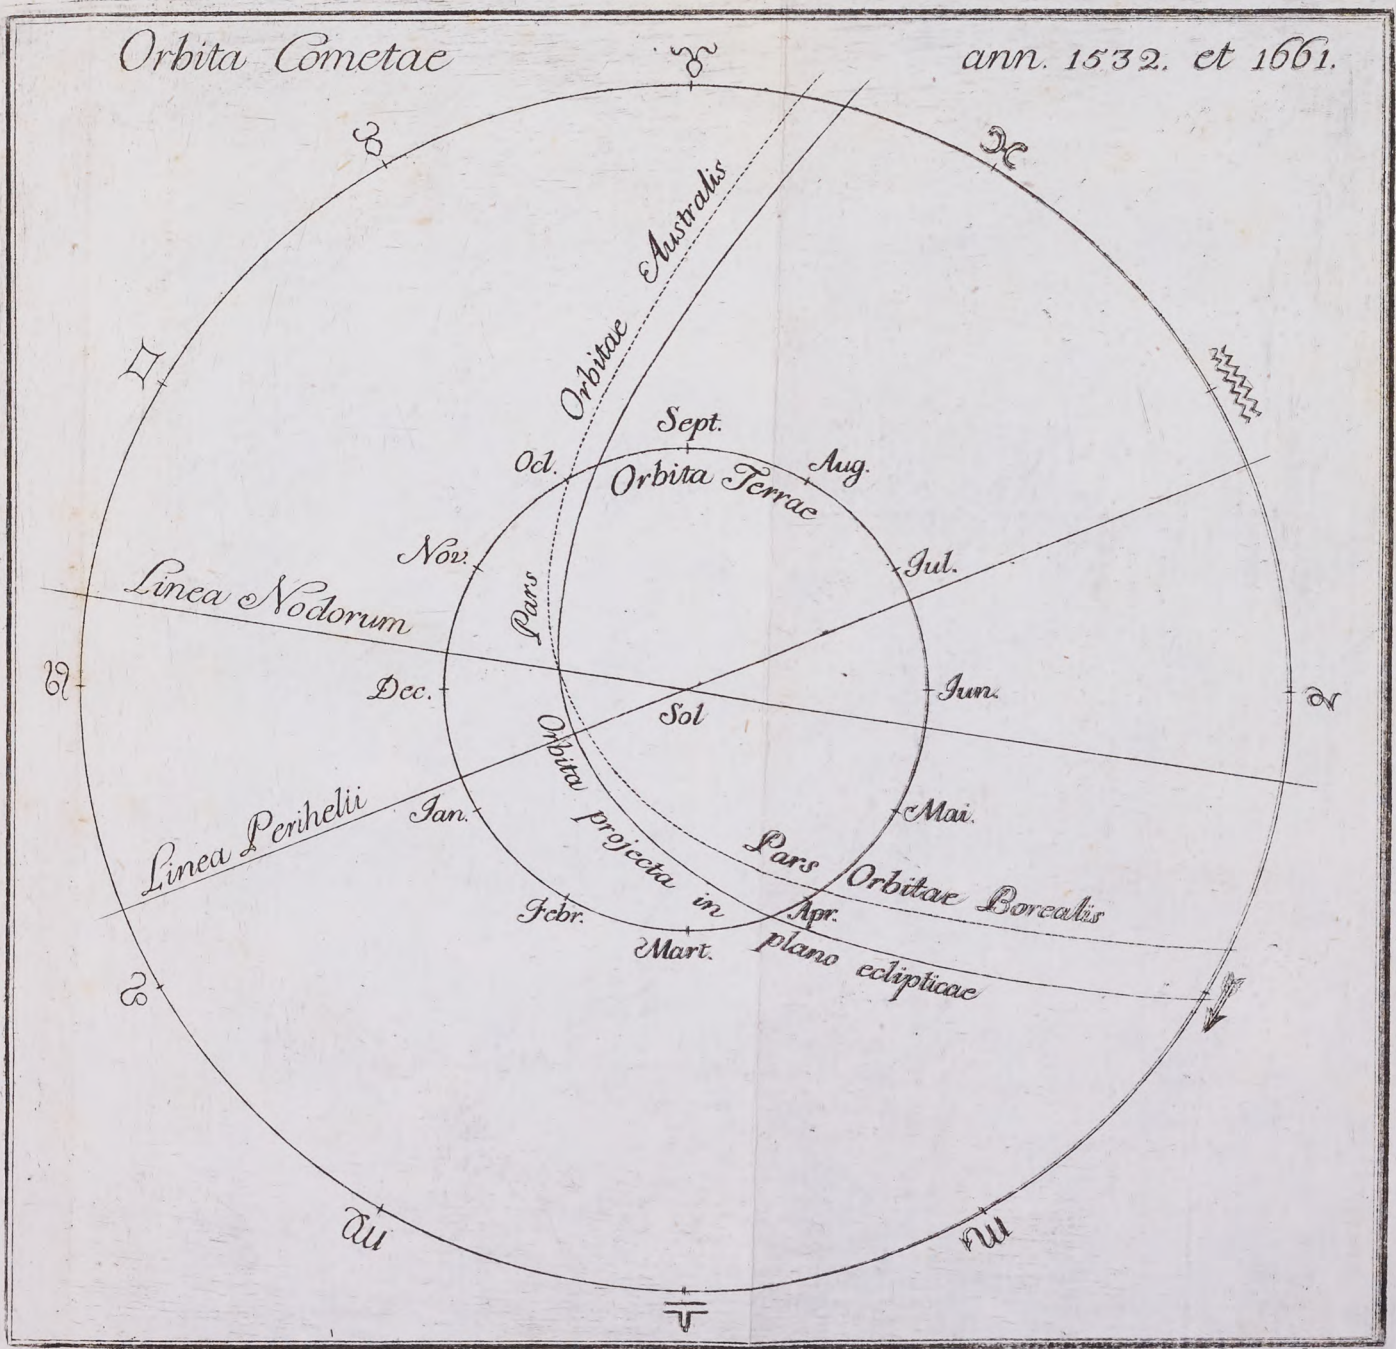 Orbita Cometae
ann. 1532. et 1661.
♈
♉
♓
♊
♒
Pars Orbitae Australis
Sept.
Oct.
Aug.
Orbita Terrae
Nov.
Jul.
Linea Nodorum
♋
Dec.
Sol
Jun.
♑
Linea Perihelii
Jan.
Mai.
Orbita projecta in plano eclipticae
Pars Orbitae Borealis
Febr.
Apr.
Mart.
♌
♐
♍
♏
♎